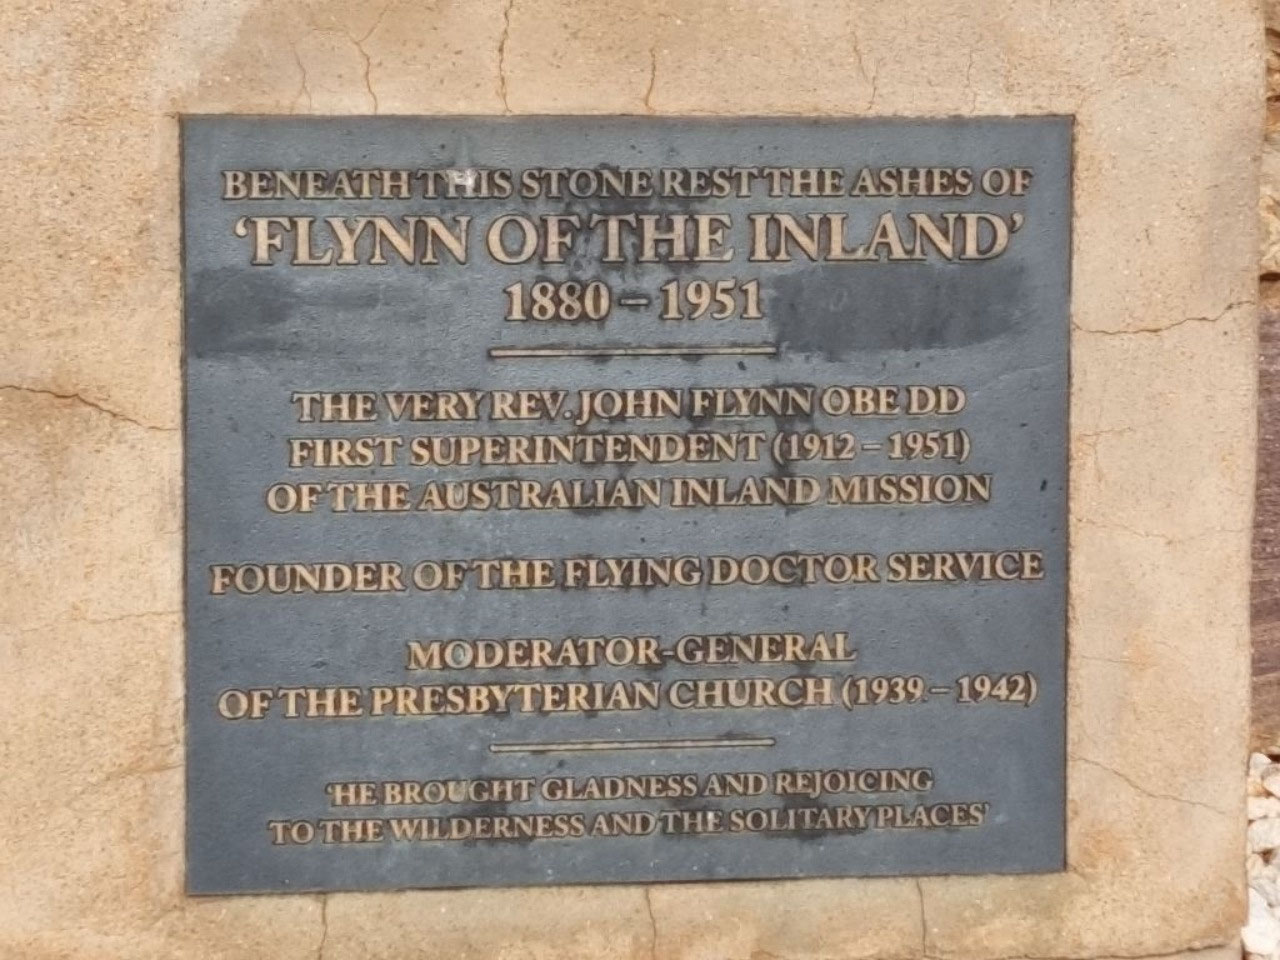 BENEATH THIS STONE REST THE ASHES OF
‘FLYNN OF THE INLAND’
1880 – 1951
THE VERY REV. JOHN FLYNN OBE DD
FIRST SUPERINTENDENT (1912 – 1951)
OF THE AUSTRALIAN INLAND MISSION
FOUNDER OF THE FLYING DOCTOR SERVICE
MODERATOR-GENERAL
OF THE PRESBYTERIAN CHURCH (1939 – 1942)
‘HE BROUGHT GLADNESS AND REJOICING
TO THE WILDERNESS AND THE SOLITARY PLACES’